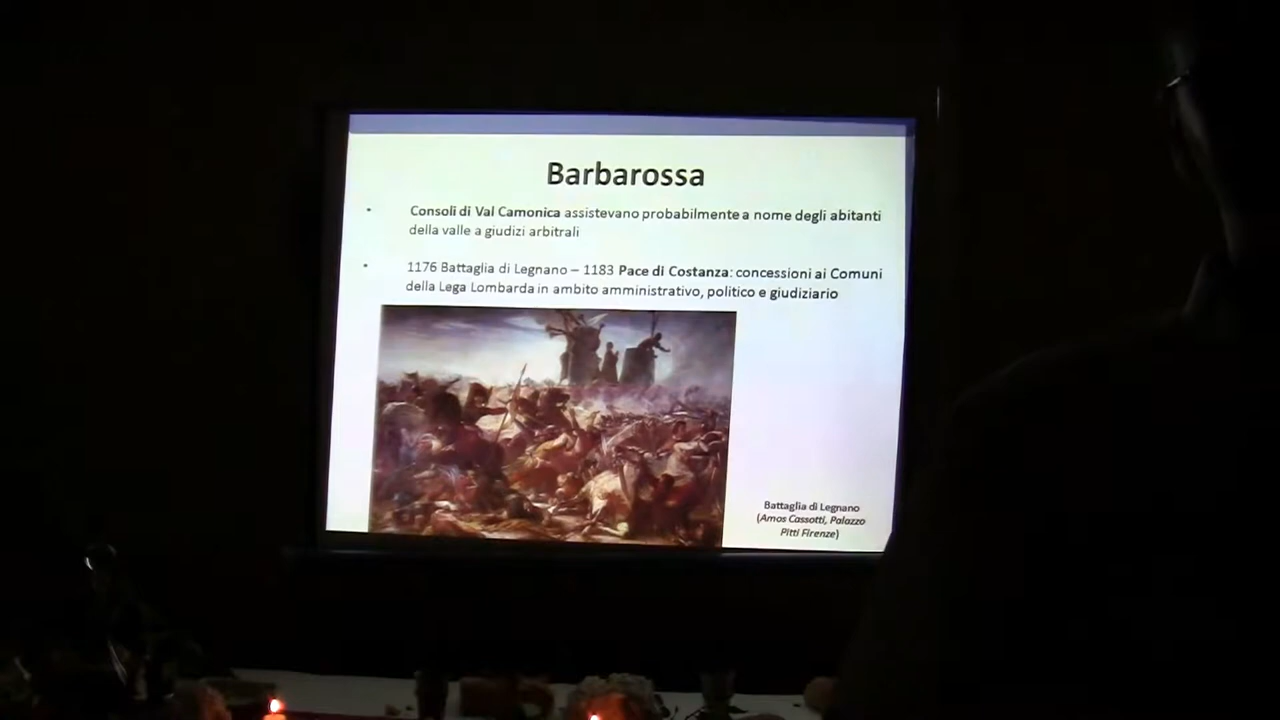 Barbarossa
• Consoli di Val Camonica assistevano probabilmente a nome degli abitanti
della valle a giudizi arbitrali
• 1176 Battaglia di Legnano – 1183 Pace di Costanza: concessioni ai Comuni
della Lega Lombarda in ambito amministrativo, politico e giudiziario
Battaglia di Legnano
(Amos Cassotti, Palazzo
Pitti Firenze)